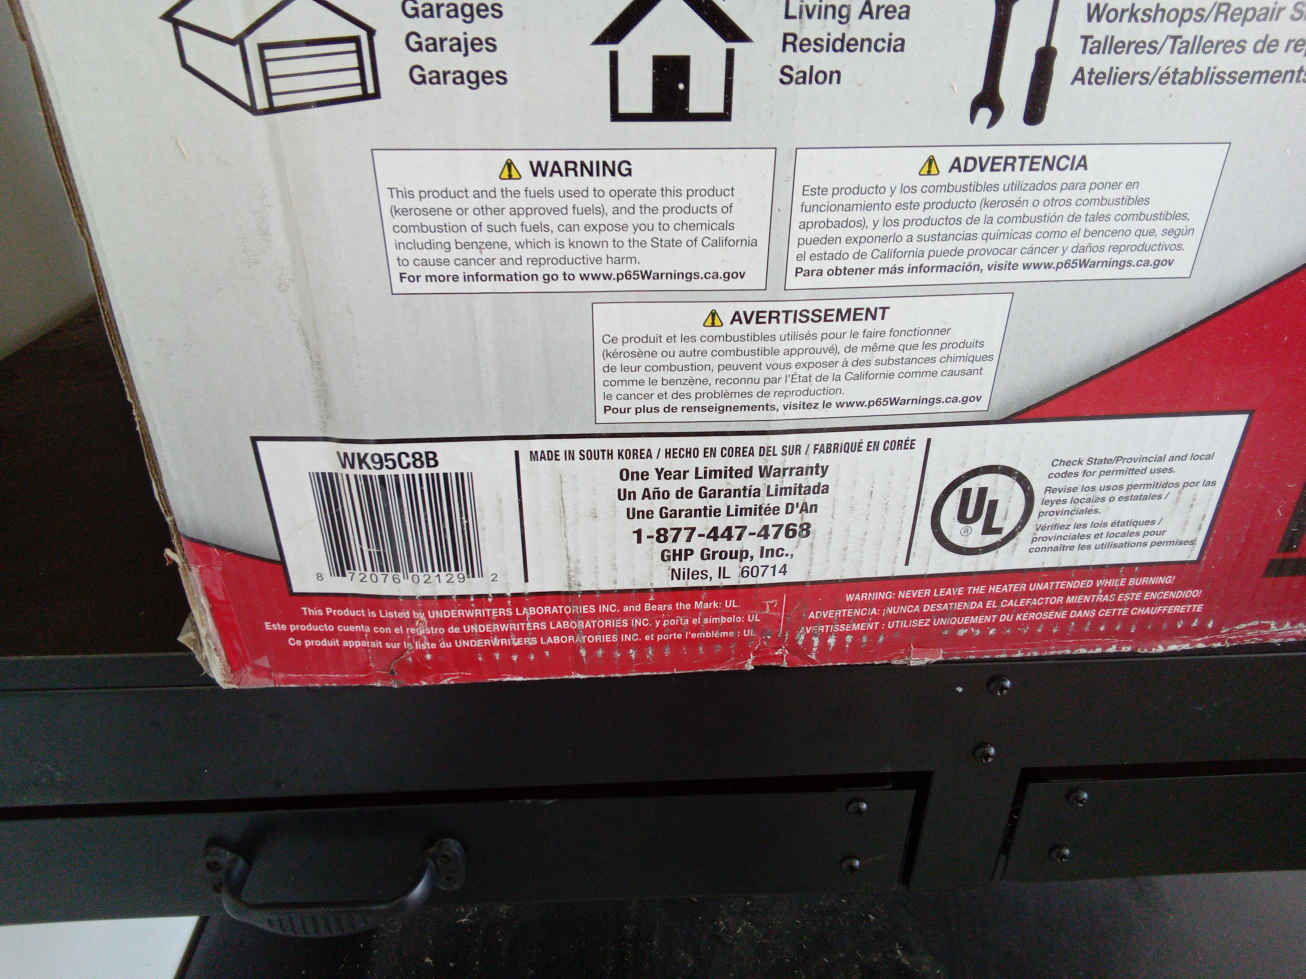 Garages
Garajes
Garages
Living Area
Residencia
Salon
Workshops/Repair
Talleres/Talleres de
Ateliers/établissements
WARNING
This product and the fuels used to operate this product
(kerosene or other approved fuels), and the products of
combustion of such fuels, can expose you to chemicals
including benzene, which is known to the State of California
to cause cancer and reproductive harm.
For more information go to www.p65Warnings.ca.gov
ADVERTENCIA
Este producto y los combustibles utilizados para poner en
funcionamiento este producto (kerosén o otros combustibles
aprobados), y los productos de la combustión de tales combustibles,
pueden exponerlo a sustancias químicas como el benceno que, según
el estado de California puede provocar cáncer y daños reproductivos.
Para obtener más información, visite www.p65Warnings.ca.gov
AVERTISSEMENT
Ce produit et les combustibles utilisés pour le faire fonctionner
(kérosène ou autre combustible approuvé), de même que les produits
de leur combustion, peuvent vous exposer à des substances chimiques
comme le benzène, reconnu par l'État de la Californie comme causant
le cancer et des problèmes de reproduction.
Pour plus de renseignements, visitez le www.p65Warnings.ca.gov
WK95C8B
8 72076 02129 2
MADE IN SOUTH KOREA / HECHO EN COREA DEL SUR / FABRIQUÉ EN CORÉE
One Year Limited Warranty
Un Año de Garantía Limitada
Une Garantie Limitée D'An
1-877-447-4768
GHP Group, Inc.,
Niles, IL 60714
UL
®
Check State/Provincial and local
codes for permitted uses.
Revise los usos permitidos por las
leyes locales o estatales /
provinciales.
Vérifiez les lois étatiques /
provinciales et locales pour
connaitre les utilisations permises.
This Product is Listed by UNDERWRITERS LABORATORIES INC. and Bears the Mark: UL
Este producto cuenta con el registro de UNDERWRITERS LABORATORIES INC. y porta el símbolo: UL
Ce produit apparait sur la liste du UNDERWRITERS LABORATORIES INC. et porte l'emblème: UL
WARNING: NEVER LEAVE THE HEATER UNATTENDED WHILE BURNING!
ADVERTENCIA: ¡NUNCA DESATIENDA EL CALEFACTOR MIENTRAS ESTÉ ENCENDIDO!
AVERTISSEMENT : UTILISEZ UNIQUEMENT DU KEROSENE DANS CETTE CHAUFFERETTE